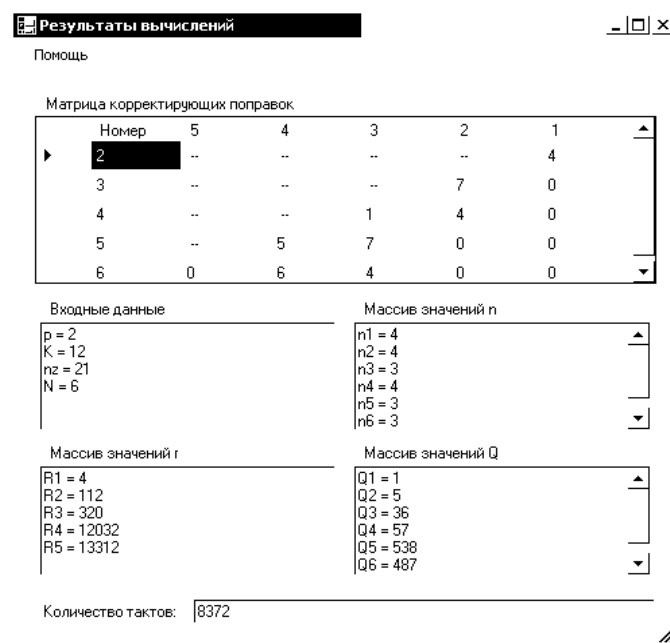 Результаты вычислений
Помощь
Матрица корректирующих поправок
Номер 5 4 3 2 1
2 -- -- -- -- 4
3 -- -- -- 7 0
4 -- -- 1 4 0
5 -- 5 7 0 0
6 0 6 4 0 0
Входные данные
p = 2
K = 12
nz = 21
N = 6
Массив значений n
n1 = 4
n2 = 4
n3 = 3
n4 = 4
n5 = 3
n6 = 3
Массив значений r
R1 = 4
R2 = 112
R3 = 320
R4 = 12032
R5 = 13312
Массив значений Q
Q1 = 1
Q2 = 5
Q3 = 36
Q4 = 57
Q5 = 538
Q6 = 487
Количество тактов: 8372